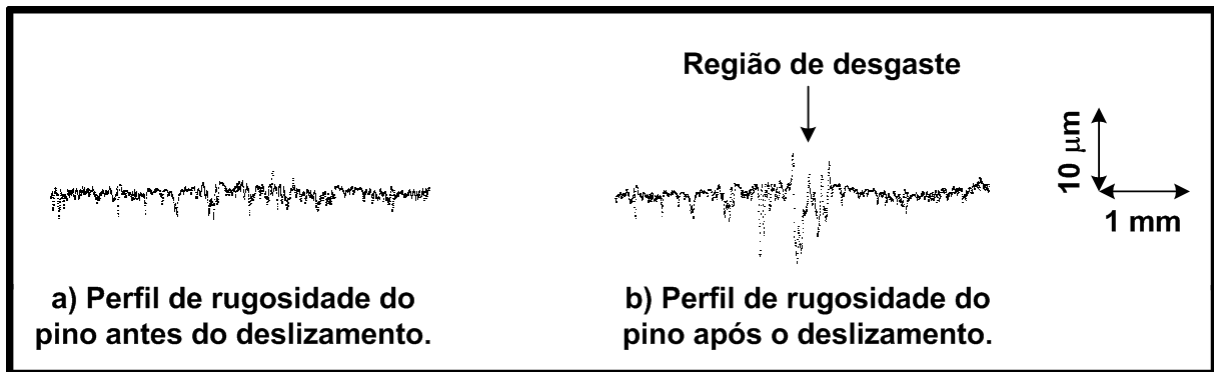 Região de desgaste
10 μm
1 mm
a) Perfil de rugosidade do
pino antes do deslizamento.
b) Perfil de rugosidade do
pino após o deslizamento.